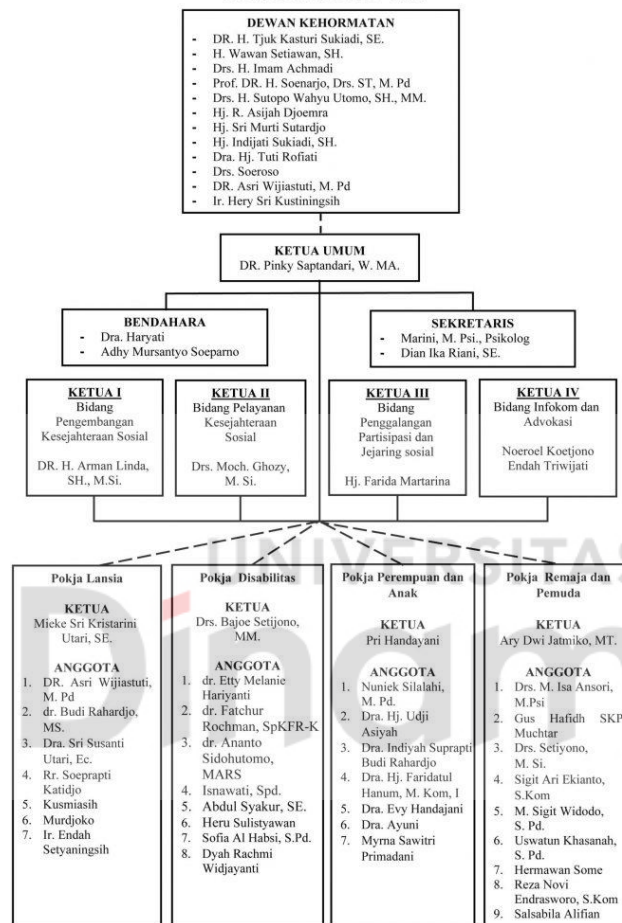 DEWAN KEHORMATAN
- DR. H. Tjuk Kasturi Sukiadi, SE.
- H. Wawan Setiawan, SH.
- Drs. H. Imam Achmadi
- Prof. DR. H. Soenarjo, Drs. ST, M. Pd
- Drs. H. Sutopo Wahyu Utomo, SH., MM.
- Hj. R. Asijah Djoemra
- Hj. Sri Murti Sutardjo
- Hj. Indijati Sukiadi, SH.
- Dra. Hj. Tuti Rofiati
- Drs. Soeroso
- DR. Asri Wijiastuti, M. Pd
- Ir. Hery Sri Kustiningsih
KETUA UMUM
DR. Pinky Saptandari, W. MA.
BENDAHARA
- Dra. Haryati
- Adhy Mursantyo Soeparno
SEKRETARIS
- Marini, M. Psi., Psikolog
- Dian Ika Riani, SE.
KETUA I
Bidang
Pengembangan
Kesejahteraan Sosial
DR. H. Arman Linda,
SH., M.Si.
KETUA II
Bidang Pelayanan
Kesejahteraan
Sosial
Drs. Moch. Ghozy,
M. Si.
KETUA III
Bidang
Penggalangan
Partisipasi dan
Jejaring sosial
Hj. Farida Martarina
KETUA IV
Bidang Infokom dan
Advokasi
Noeroel Koetjono
Endah Triwijati
UNIVERSITAS
Dinam
Pokja Lansia
KETUA
Mieke Sri Kristarini
Utari, SE.
ANGGOTA
1. DR. Asri Wijiastuti,
M. Pd
2. dr. Budi Rahardjo,
MS.
3. Dra. Sri Susanti
Utari, Ec.
4. Rr. Soeprapti
Katidjo
5. Kusmiasih
6. Murdjoko
7. Ir. Endah
Setyaningsih
Pokja Disabilitas
KETUA
Drs. Bajoe Setijono,
MM.
ANGGOTA
1. dr. Etty Melanie
Hariyanti
2. dr. Fatchur
Rochman, SpKFR-K
3. dr. Ananto
Sidohutomo,
MARS
4. Isnawati, Spd.
5. Abdul Syakur, SE.
6. Heru Sulistyawan
7. Sofia Al Habsi, S.Pd.
8. Dyah Rachmi
Widjayanti
Pokja Perempuan dan
Anak
KETUA
Pri Handayani
ANGGOTA
1. Nuniek Silalahi,
M. Pd.
2. Dra. Hj. Udji
Asiyah
3. Dra. Indiyah Suprapti
Budi Rahardjo
4. Dra. Hj. Faridatul
Hanum, M. Kom, I
5. Dra. Evy Handajani
6. Dra. Ayuni
7. Myrna Sawitri
Primadani
Pokja Remaja dan
Pemuda
KETUA
Ary Dwi Jatmiko, MT.
ANGGOTA
1. Drs. M. Isa Ansori,
M.Psi
2. Gus Hafidh SKP
Muchtar
3. Drs. Setiyono,
M. Si.
4. Sigit Ari Ekianto,
S.Kom
5. M. Sigit Widodo,
S. Pd.
6. Uswatun Khasanah,
S. Pd.
7. Hermawan Some
8. Reza Novi
Endrasworo, S.Kom
9. Salsabila Alifian